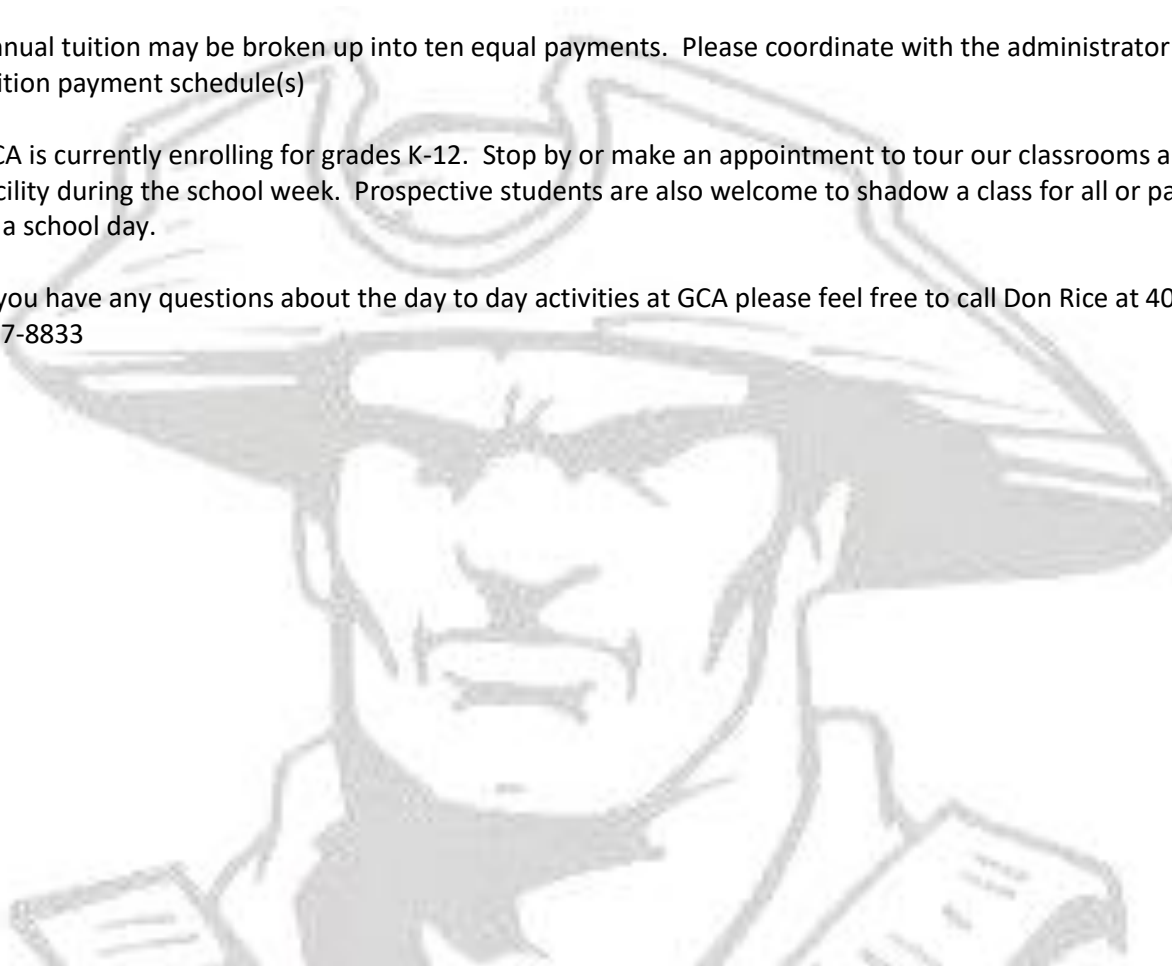 nnual tuition may be broken up into ten equal payments. Please coordinate with the administrator
ition payment schedule(s)
CA is currently enrolling for grades K-12. Stop by or make an appointment to tour our classrooms a
cility during the school week. Prospective students are also welcome to shadow a class for all or pa
a school day.
you have any questions about the day to day activities at GCA please feel free to call Don Rice at 40
7-8833